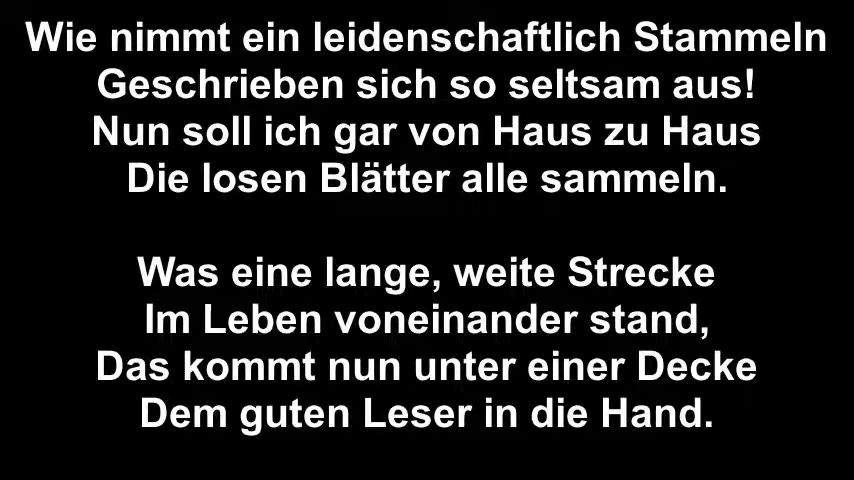 Wie nimmt ein leidenschaftlich Stammeln
Geschrieben sich so seltsam aus!
Nun soll ich gar von Haus zu Haus
Die losen Blätter alle sammeln.
Was eine lange, weite Strecke
Im Leben voneinander stand,
Das kommt nun unter einer Decke
Dem guten Leser in die Hand.